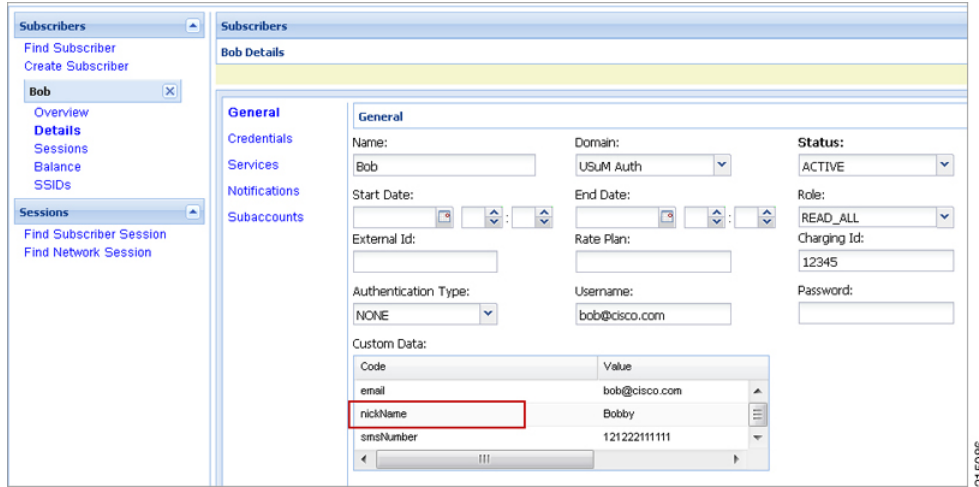 Subscribers
Find Subscriber
Create Subscriber
Bob
Overview
Details
Sessions
Balance
SSIDs
Sessions
Find Subscriber Session
Find Network Session
Subscribers
Bob Details
General
Credentials
Services
Notifications
Subaccounts
General
Name:
Domain:
Status:
Bob
USuM Auth
ACTIVE
Start Date:
End Date:
Role:
:
:
READ_ALL
External Id:
Rate Plan:
Charging Id:
12345
Authentication Type:
Username:
Password:
NONE
bob@cisco.com
Custom Data:
Code
Value
email
bob@cisco.com
nickName
Bobby
smsNumber
121222111111